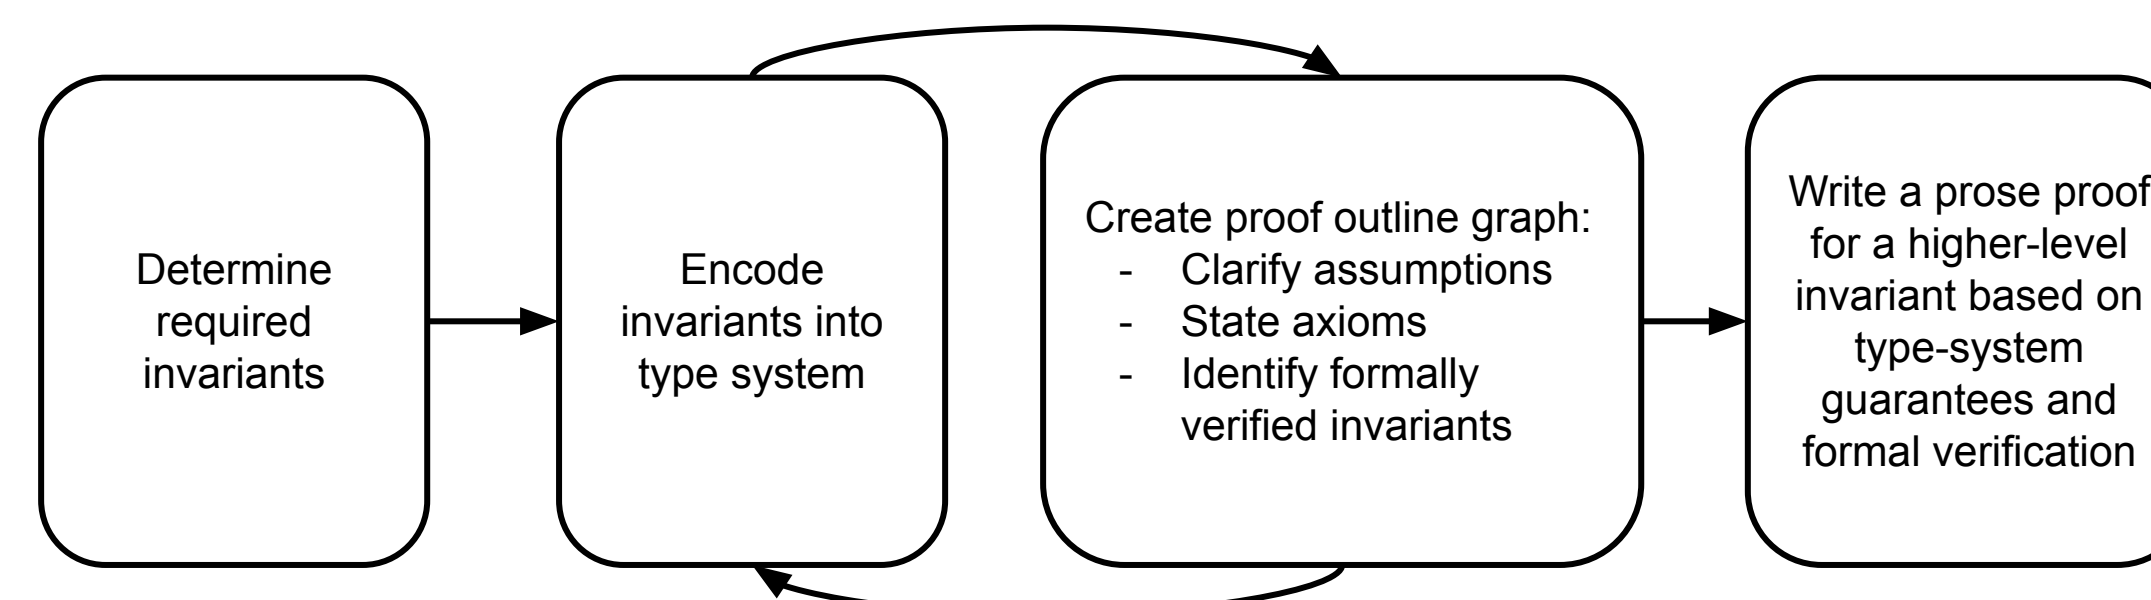 Determine
required
invariants
Encode
invariants into
type system
Create proof outline graph:
- Clarify assumptions
- State axioms
- Identify formally
verified invariants
Write a prose proof
for a higher-level
invariant based on
type-system
guarantees and
formal verification